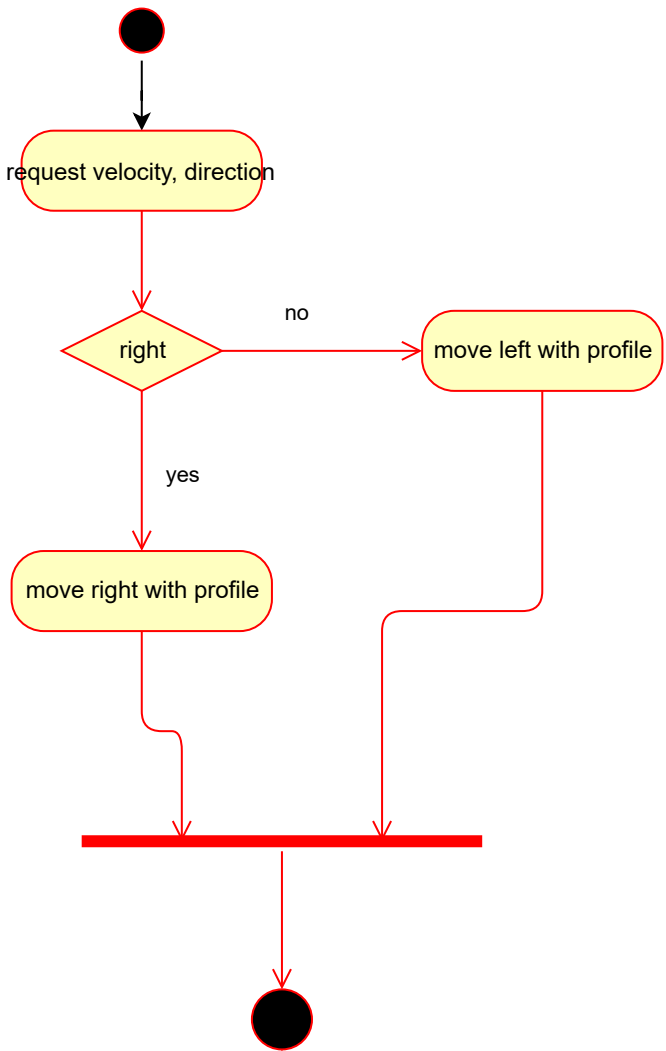 request velocity, direction
right
no
move left with profile
yes
move right with profile